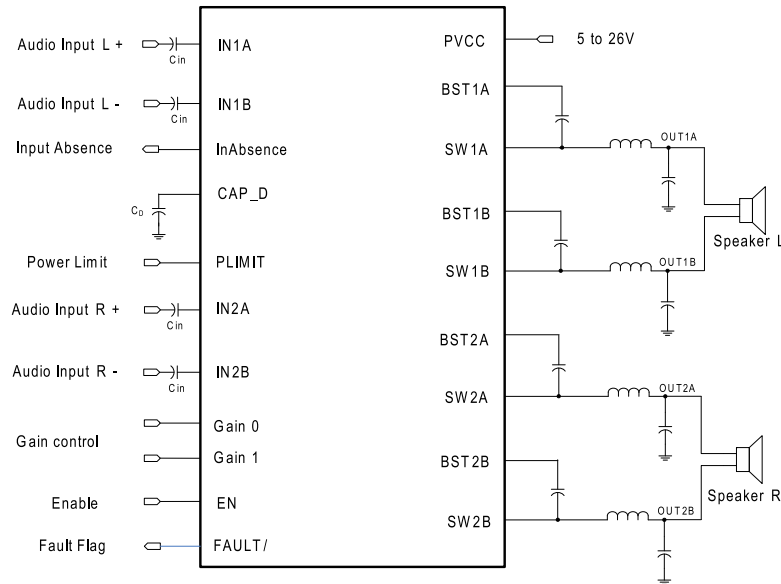 Audio Input L +
Cin
IN1A
PVCC
5 to 26V
BST1A
Audio Input L -
Cin
IN1B
Input Absence
InAbsence
SW1A
OUT1A
CAP_D
CD
BST1B
Speaker L
Power Limit
PLIMIT
SW1B
OUT1B
Audio Input R +
Cin
IN2A
BST2A
Audio Input R -
Cin
IN2B
SW2A
OUT2A
Gain control
Gain 0
Gain 1
BST2B
Speaker R
Enable
EN
SW2B
OUT2B
Fault Flag
FAULT/